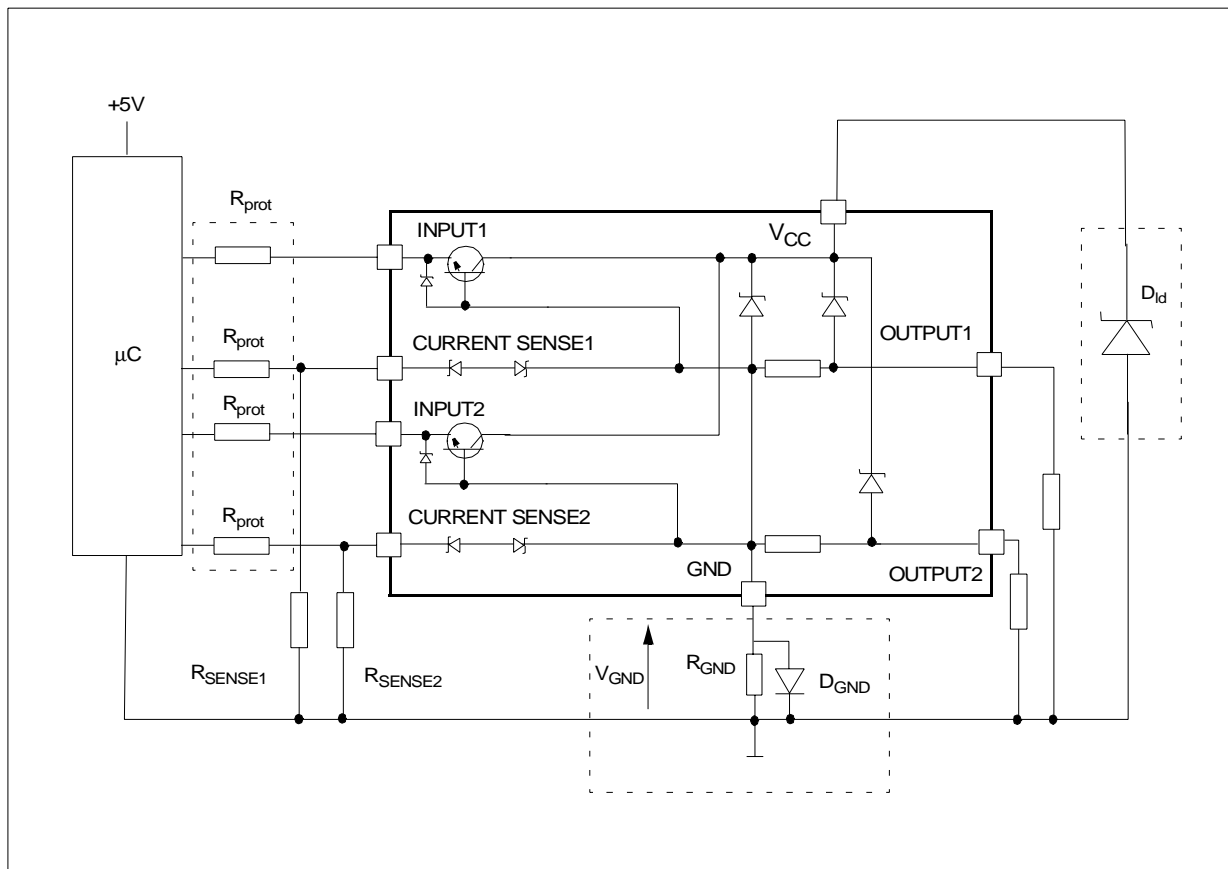 +5V
μC
Rprot
Rprot
Rprot
Rprot
INPUT1
CURRENT SENSE1
INPUT2
CURRENT SENSE2
VCC
OUTPUT1
OUTPUT2
GND
Dld
RSENSE1
RSENSE2
VGND
RGND
DGND